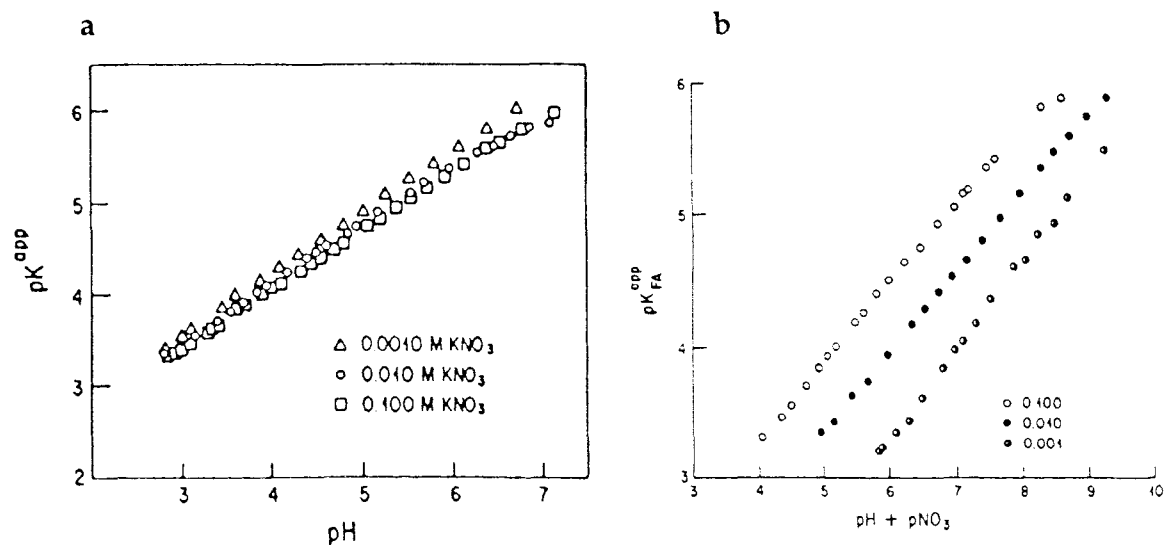 a
6
5
4
3
2
pK^app
3
4
5
6
7
pH
△ 0.0010 M KNO₃
○ 0.010 M KNO₃
□ 0.100 M KNO₃
b
6
5
4
3
pK^app_FA
3
4
5
6
7
8
9
10
pH + pNO₃
○ 0.100
● 0.010
◑ 0.001